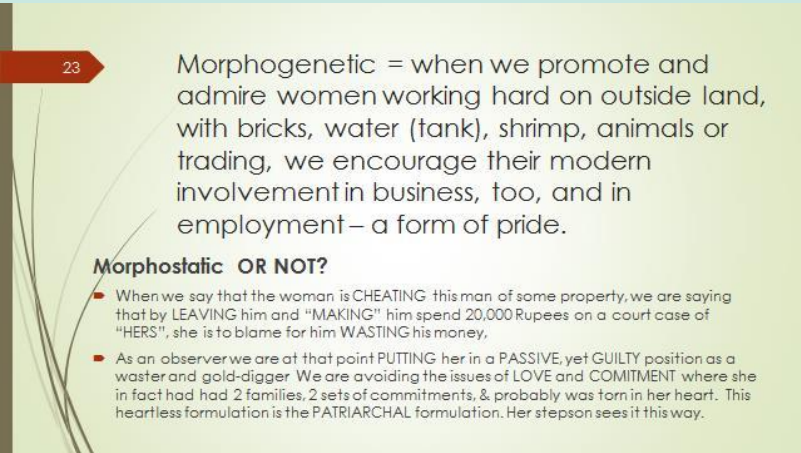 23
Morphogenetic = when we promote and
admire women working hard on outside land,
with bricks, water (tank), shrimp, animals or
trading, we encourage their modern
involvement in business, too, and in
employment – a form of pride.
Morphostatic OR NOT?
When we say that the woman is CHEATING this man of some property, we are saying
that by LEAVING him and "MAKING" him spend 20,000 Rupees on a court case of
"HERS", she is to blame for him WASTING his money,
As an observer we are at that point PUTTING her in a PASSIVE, yet GUILTY position as a
waster and gold-digger We are avoiding the issues of LOVE and COMITMENT where she
in fact had had 2 families, 2 sets of commitments, & probably was torn in her heart. This
heartless formulation is the PATRIARCHAL formulation. Her stepson sees it this way.